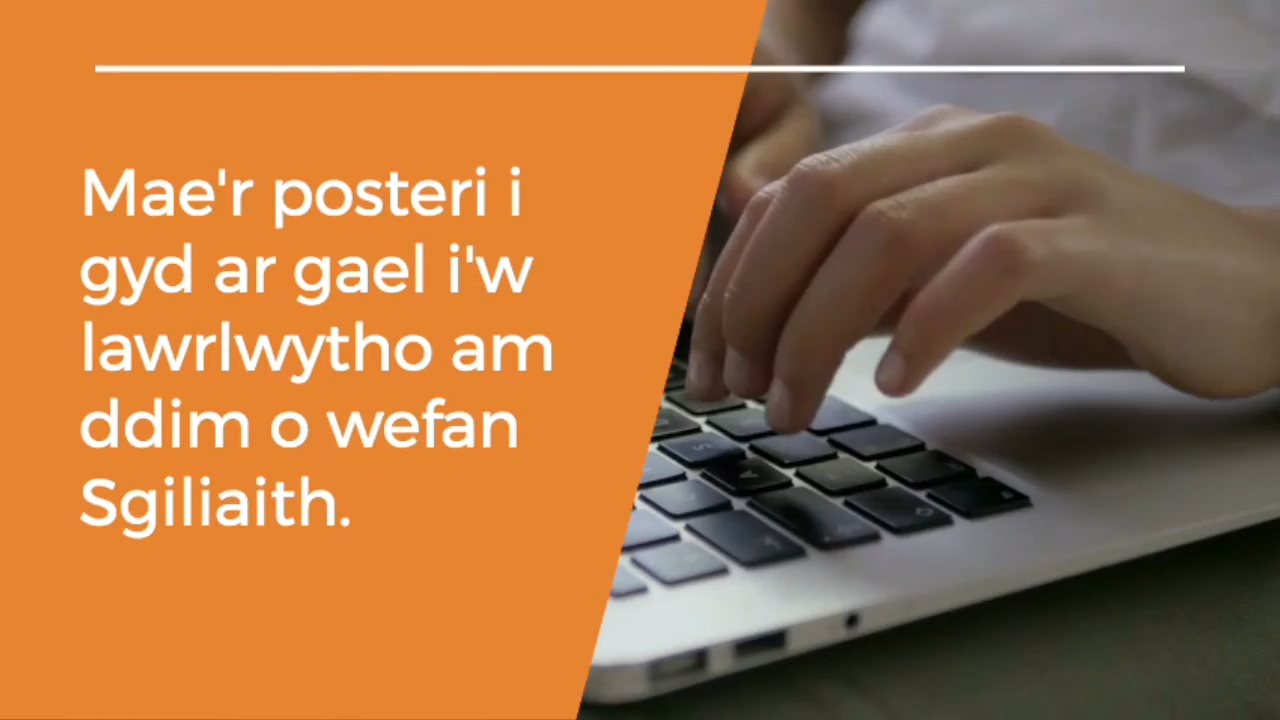 Mae'r posteri i
gyd ar gael i'w
lawrlwytho am
ddim o wefan
Sgiliaith.